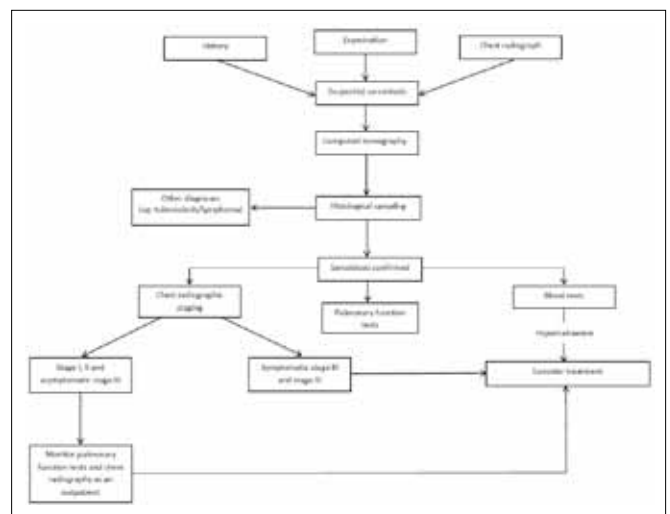 History
Examination
Chest radiograph
Suspected sarcoidosis
Computed tomography
Other diagnoses
(eg: tuberculosis/lymphoma)
Histological sampling
Sarcoidosis confirmed
Chest radiographic
staging
Pulmonary function
tests
Blood tests
Hypercalcaemia
Stage I, II and
asymptomatic stage III
Symptomatic stage III
and stage IV
Consider treatment
Monitor pulmonary
function tests and chest
radiographs as an
outpatient